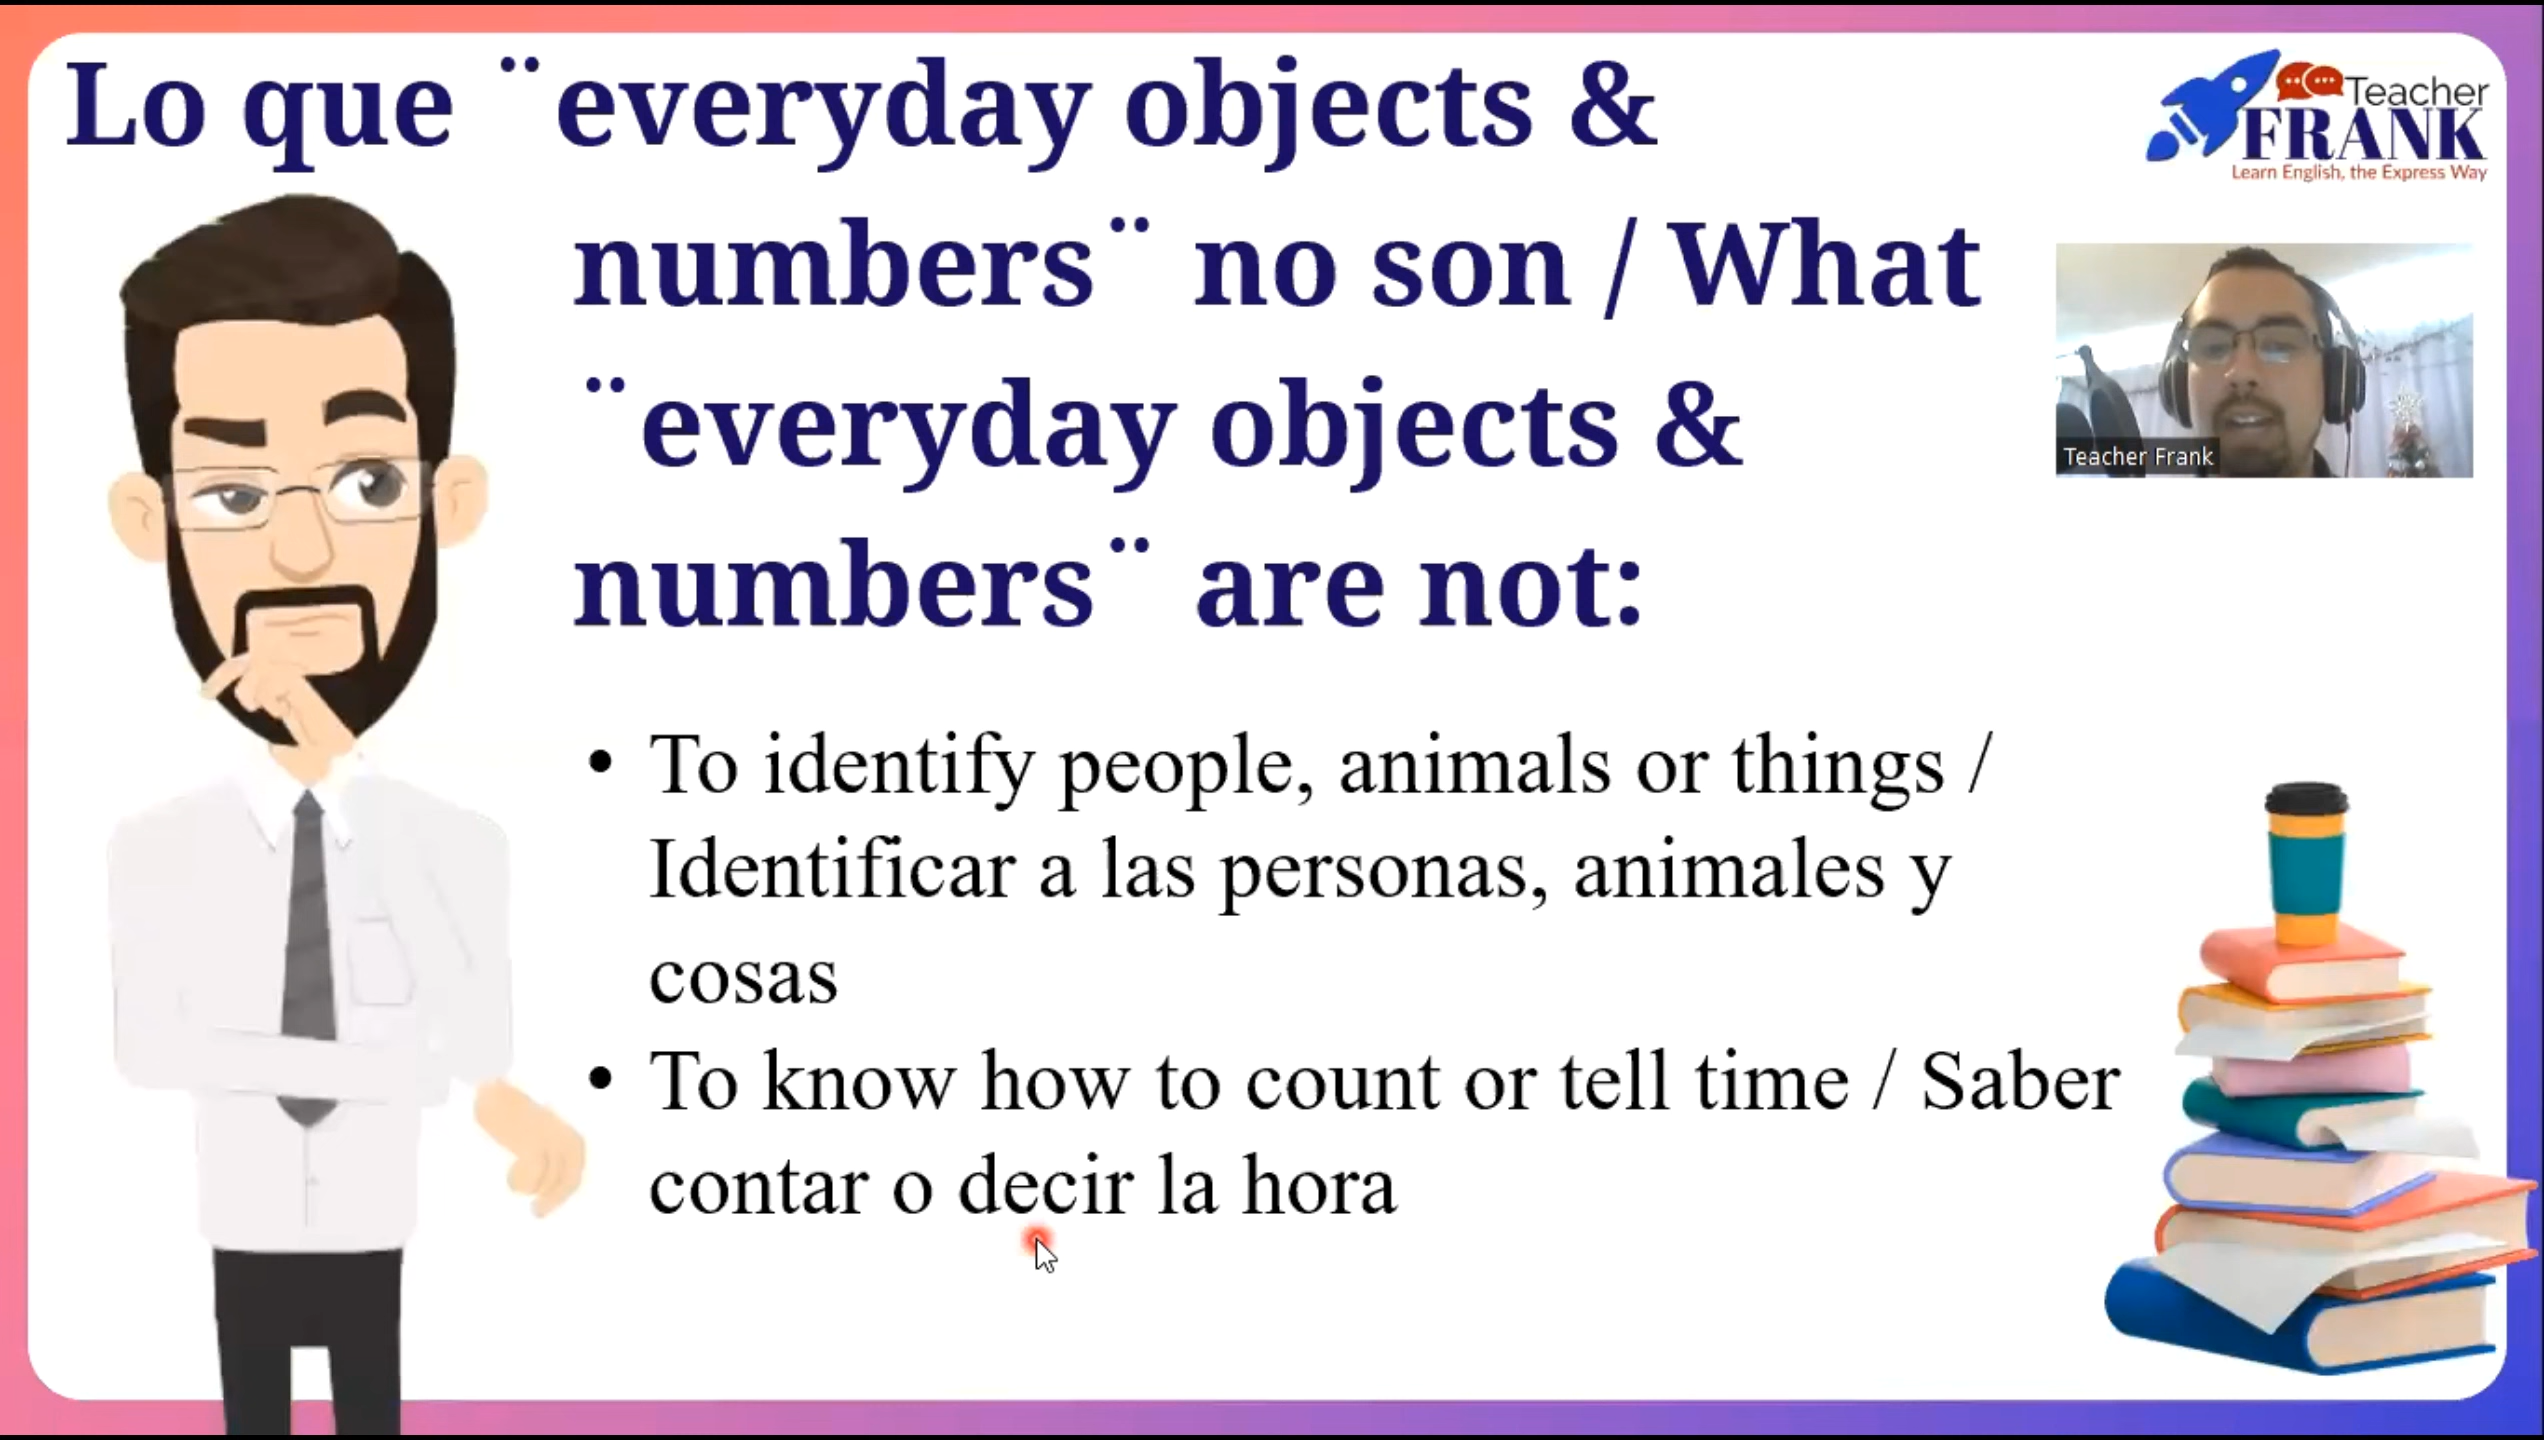 Lo que ¨everyday objects &
numbers¨ no son / What
¨everyday objects &
numbers¨ are not:
Teacher
FRANK
Learn English, the Express Way
Teacher Frank
• To identify people, animals or things /
Identificar a las personas, animales y
cosas
• To know how to count or tell time / Saber
contar o decir la hora